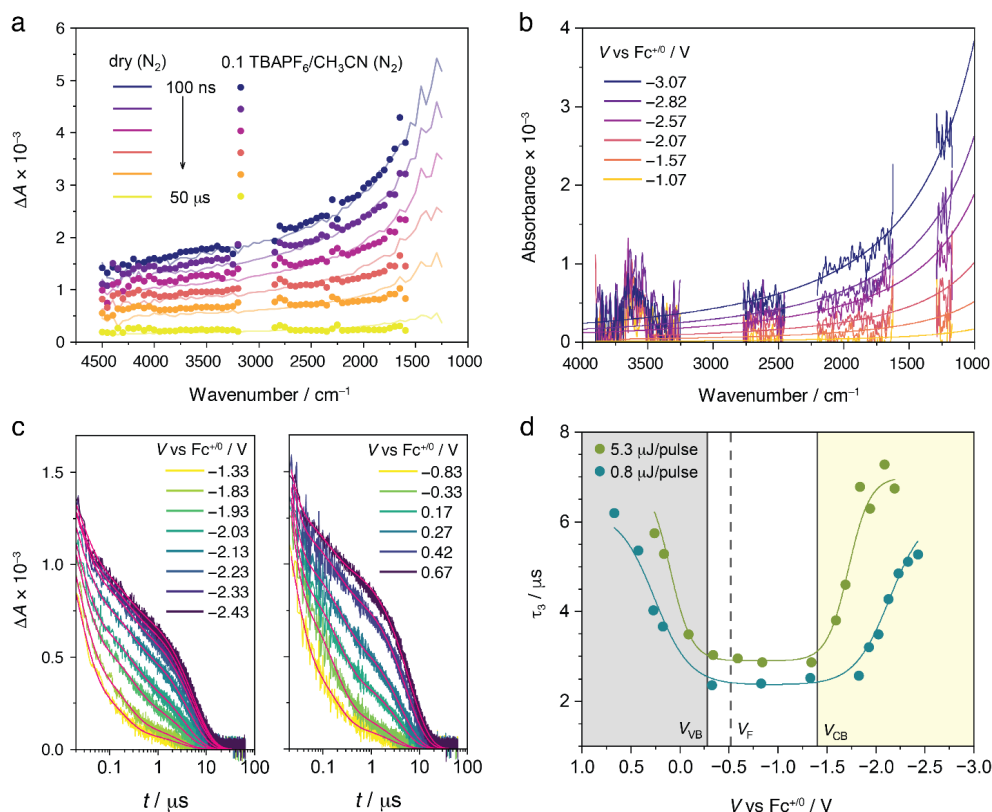 a
6
5
4
3
2
1
0
ΔA × 10⁻³
dry (N₂)
0.1 TBAPF₆/CH₃CN (N₂)
100 ns
50 μs
4500 4000 3500 3000 2500 2000 1500 1000
Wavenumber / cm⁻¹
b
4
3
2
1
0
Absorbance × 10⁻³
V vs Fc⁺ᐟ⁰ / V
−3.07
−2.82
−2.57
−2.07
−1.57
−1.07
4000 3500 3000 2500 2000 1500 1000
Wavenumber / cm⁻¹
c
1.5
1.0
0.5
0.0
ΔA × 10⁻³
V vs Fc⁺ᐟ⁰ / V
−1.33
−1.83
−1.93
−2.03
−2.13
−2.23
−2.33
−2.43
0.1 1 10 100
t / μs
V vs Fc⁺ᐟ⁰ / V
−0.83
−0.33
0.17
0.27
0.42
0.67
0.1 1 10 100
t / μs
d
8
6
4
2
τ₃ / μs
5.3 μJ/pulse
0.8 μJ/pulse
V_VB
V_F
V_CB
1.0 0.5 0.0 −0.5 −1.0 −1.5 −2.0 −2.5 −3.0
V vs Fc⁺ᐟ⁰ / V